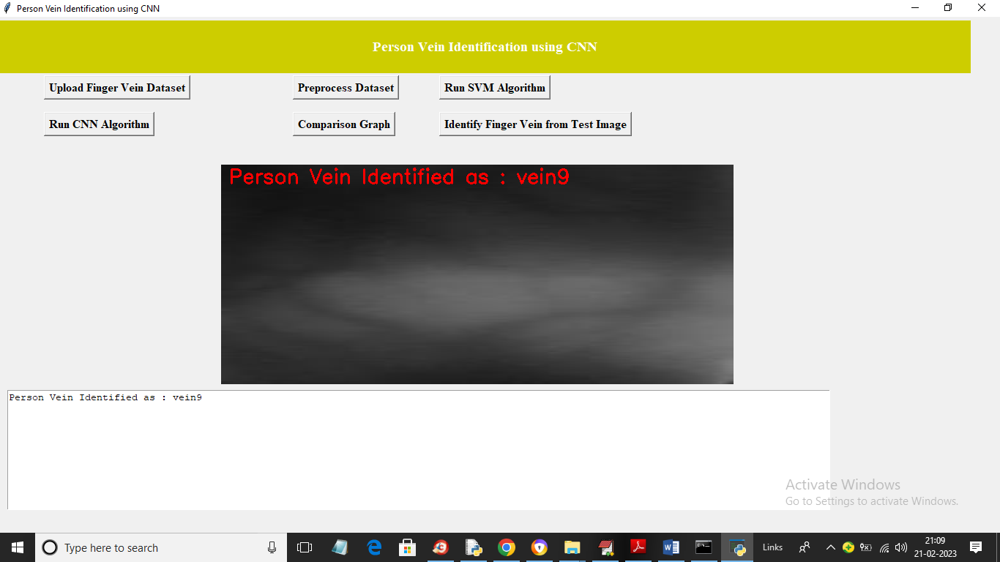 Person Vein Identification using CNN
Person Vein Identification using CNN
Upload Finger Vein Dataset
Preprocess Dataset
Run SVM Algorithm
Run CNN Algorithm
Comparison Graph
Identify Finger Vein from Test Image
Person Vein Identified as : vein9
Person Vein Identified as : vein9
Activate Windows
Go to Settings to activate Windows.
Type here to search
Links
21:09
21-02-2023